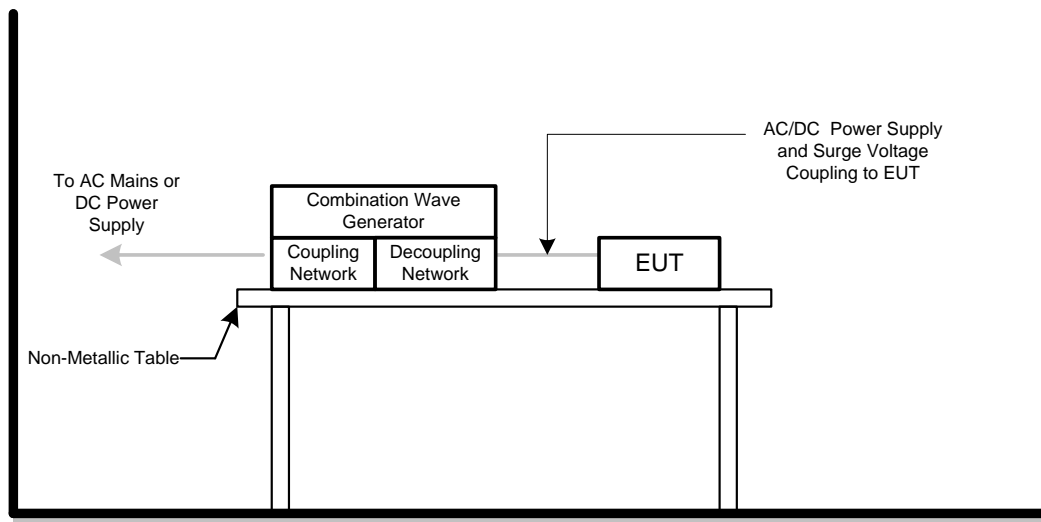 AC/DC Power Supply
and Surge Voltage
Coupling to EUT
To AC Mains or
DC Power
Supply
Combination Wave
Generator
Coupling
Network
Decoupling
Network
EUT
Non-Metallic Table